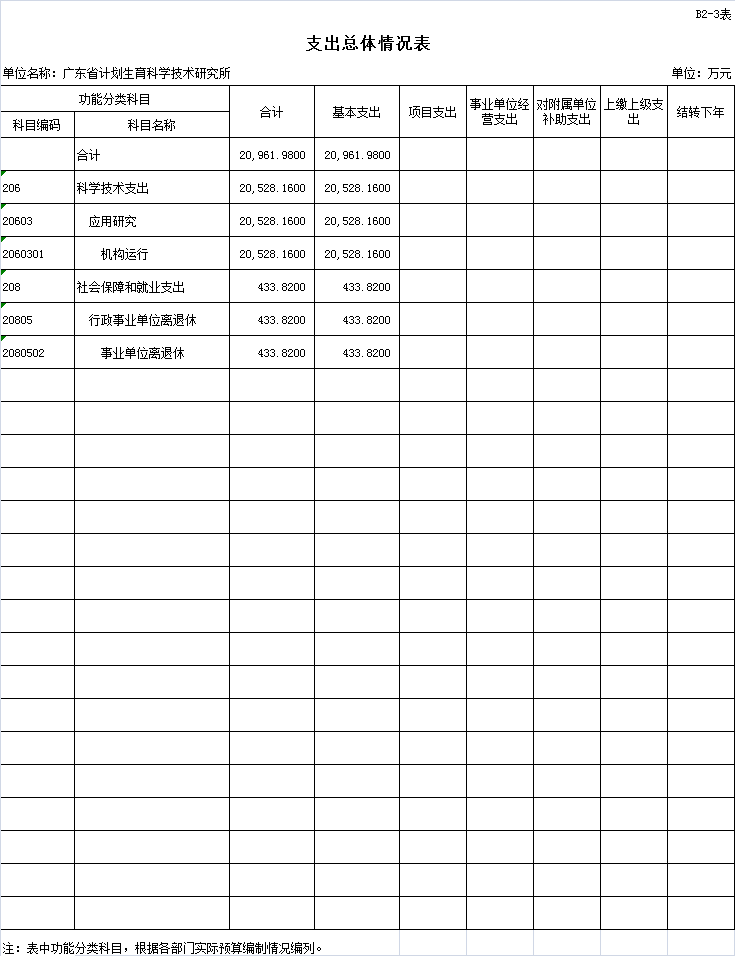 B2-3表
支出总体情况表
单位名称：广东省计划生育科学技术研究所 单位：万元
功能分类科目 合计 基本支出 项目支出 事业单位经营支出 对附属单位补助支出 上缴上级支出 结转下年
科目编码 科目名称
合计 20,961.9800 20,961.9800
206 科学技术支出 20,528.1600 20,528.1600
20603 应用研究 20,528.1600 20,528.1600
2060301 机构运行 20,528.1600 20,528.1600
208 社会保障和就业支出 433.8200 433.8200
20805 行政事业单位离退休 433.8200 433.8200
2080502 事业单位离退休 433.8200 433.8200
注：表中功能分类科目，根据各部门实际预算编制情况编列。